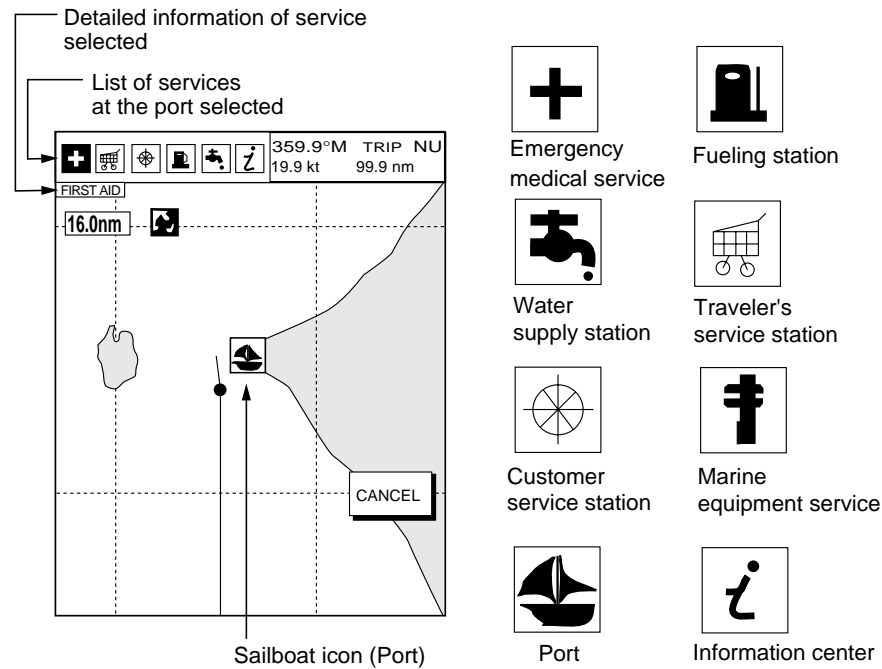 Detailed information of service
selected
List of services
at the port selected
359.9°M TRIP NU
19.9 kt 99.9 nm
FIRST AID
16.0nm
CANCEL
Sailboat icon (Port)
Emergency
medical service
Fueling station
Water
supply station
Traveler's
service station
Customer
service station
Marine
equipment service
Port
Information center